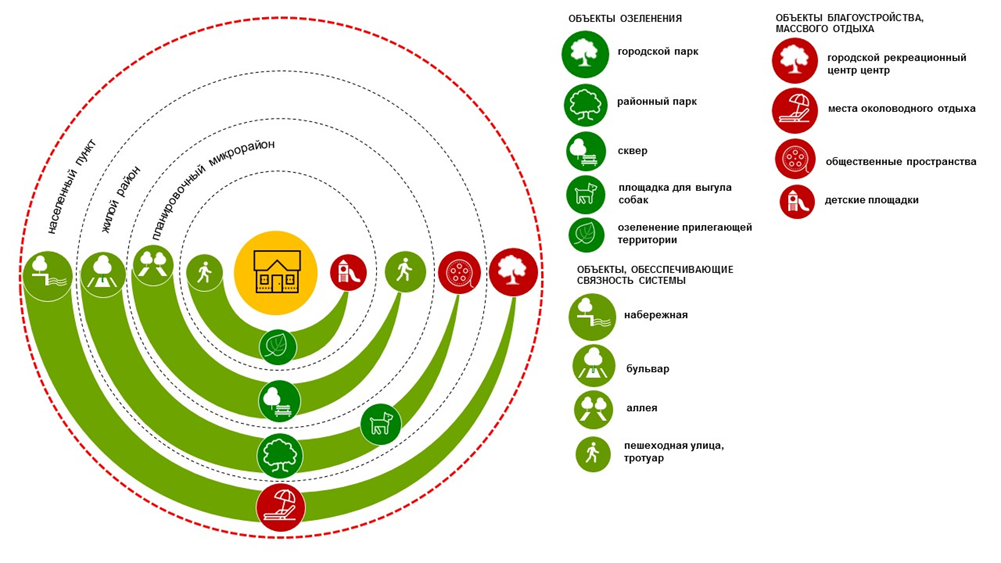 населенный пункт
жилой район
планировочный микрорайон
ОБЪЕКТЫ ОЗЕЛЕНЕНИЯ
городской парк
районный парк
сквер
площадка для выгула
собак
озеленение прилегающей
территории
ОБЪЕКТЫ, ОБЕССПЕЧИВАЮЩИЕ
СВЯЗНОСТЬ СИСТЕМЫ
набережная
бульвар
аллея
пешеходная улица,
тротуар
ОБЪЕКТЫ БЛАГОУСТРОЙСТВА,
МАССВОГО ОТДЫХА
городской рекреационный
центр центр
места околоводного отдыха
общественные пространства
детские площадки